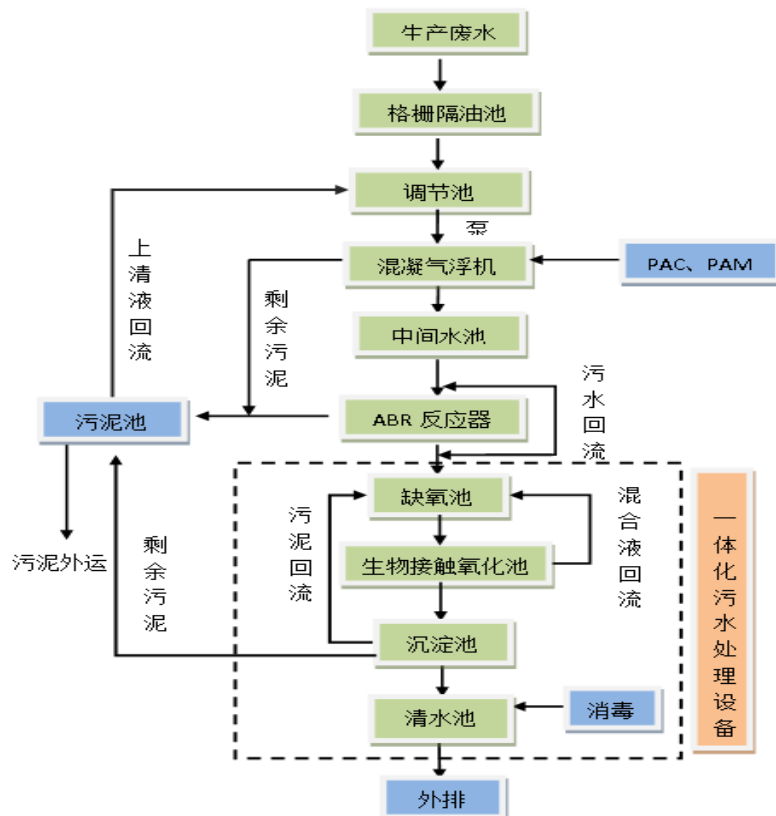 生产废水
格栅隔油池
调节池
泵
上清液回流
混凝气浮机
PAC、PAM
剩余污泥
中间水池
污水回流
污泥池
ABR 反应器
缺氧池
污泥回流
混合液回流
一体化污水处理设备
污泥外运
剩余污泥
生物接触氧化池
沉淀池
清水池
消毒
外排